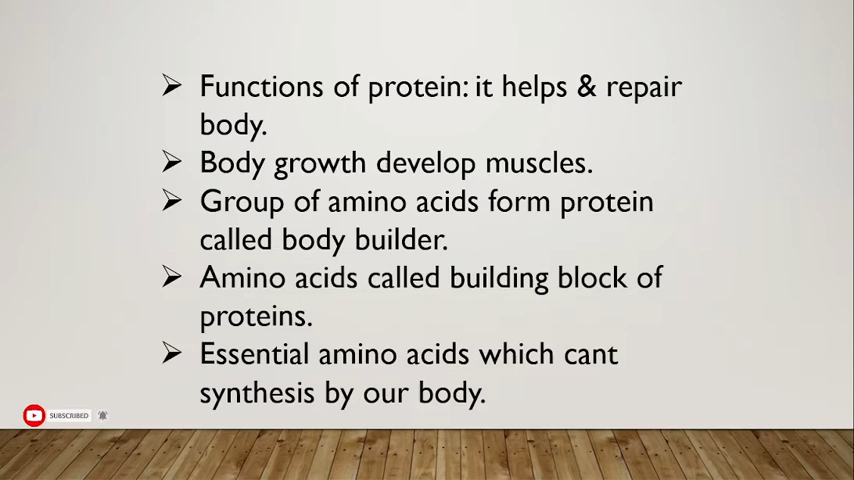 ➢ Functions of protein: it helps & repair
body.
➢ Body growth develop muscles.
➢ Group of amino acids form protein
called body builder.
➢ Amino acids called building block of
proteins.
➢ Essential amino acids which cant
synthesis by our body.
SUBSCRIBED